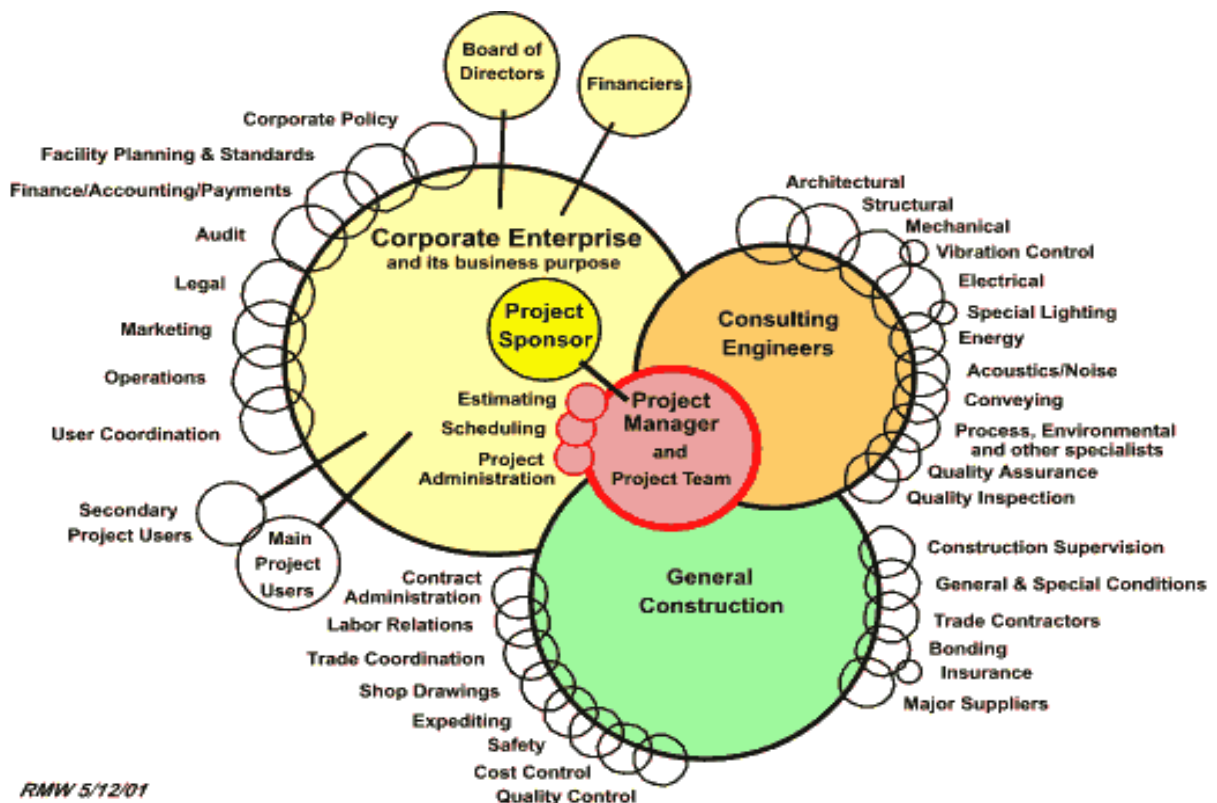 Board of
Directors
Financiers
Corporate Policy
Facility Planning & Standards
Finance/Accounting/Payments
Audit
Legal
Marketing
Operations
User Coordination
Secondary
Project Users
Main
Project
Users
Corporate Enterprise
and its business purpose
Project
Sponsor
Estimating
Scheduling
Project
Administration
Project
Manager
and
Project Team
Consulting
Engineers
Architectural
Structural
Mechanical
Vibration Control
Electrical
Special Lighting
Energy
Acoustics/Noise
Conveying
Process, Environmental
and other specialists
Quality Assurance
Quality Inspection
General
Construction
Construction Supervision
General & Special Conditions
Trade Contractors
Bonding
Insurance
Major Suppliers
Contract
Administration
Labor Relations
Trade Coordination
Shop Drawings
Expediting
Safety
Cost Control
Quality Control
RMW 5/12/01